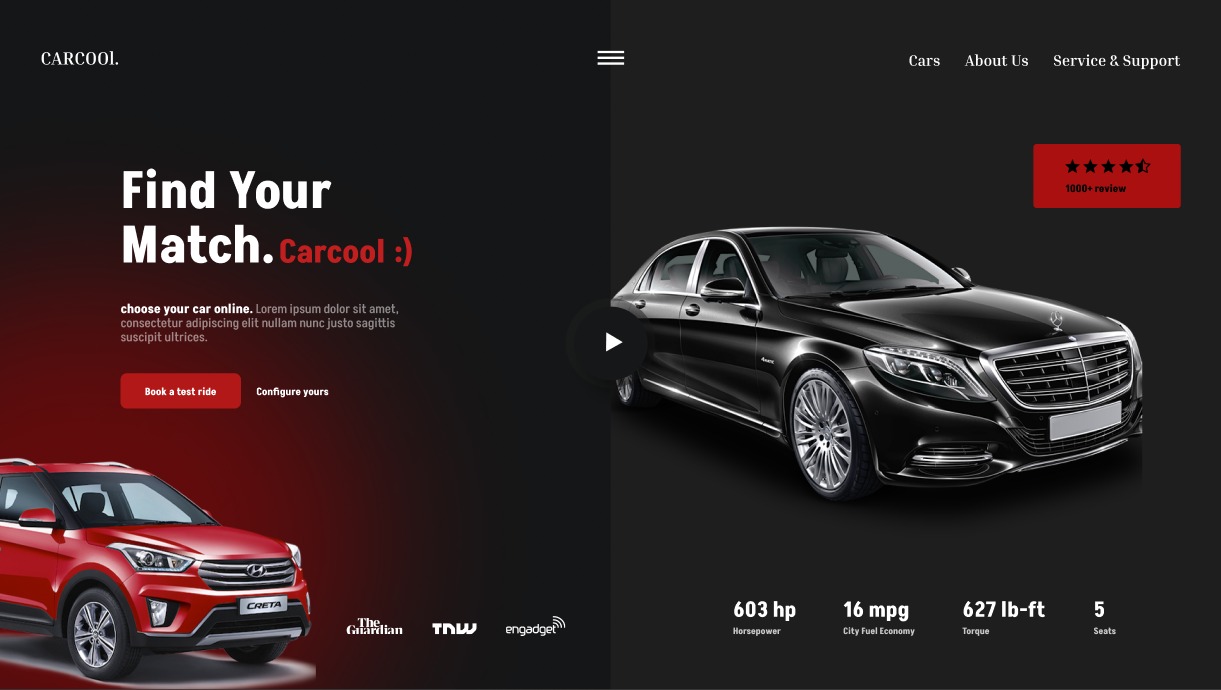 CARCOOl.
Cars
About Us
Service & Support
1000+ review
Find Your
Match. Carcool :)
choose your car online. Lorem ipsum dolor sit amet,
consectetur adipiscing elit nullam nunc justo sagittis
suscipit ultrices.
Book a test ride
Configure yours
4MATIC
CRETA
The
Guardian
TNW
engadget
603 hp
Horsepower
16 mpg
City Fuel Economy
627 lb-ft
Torque
5
Seats